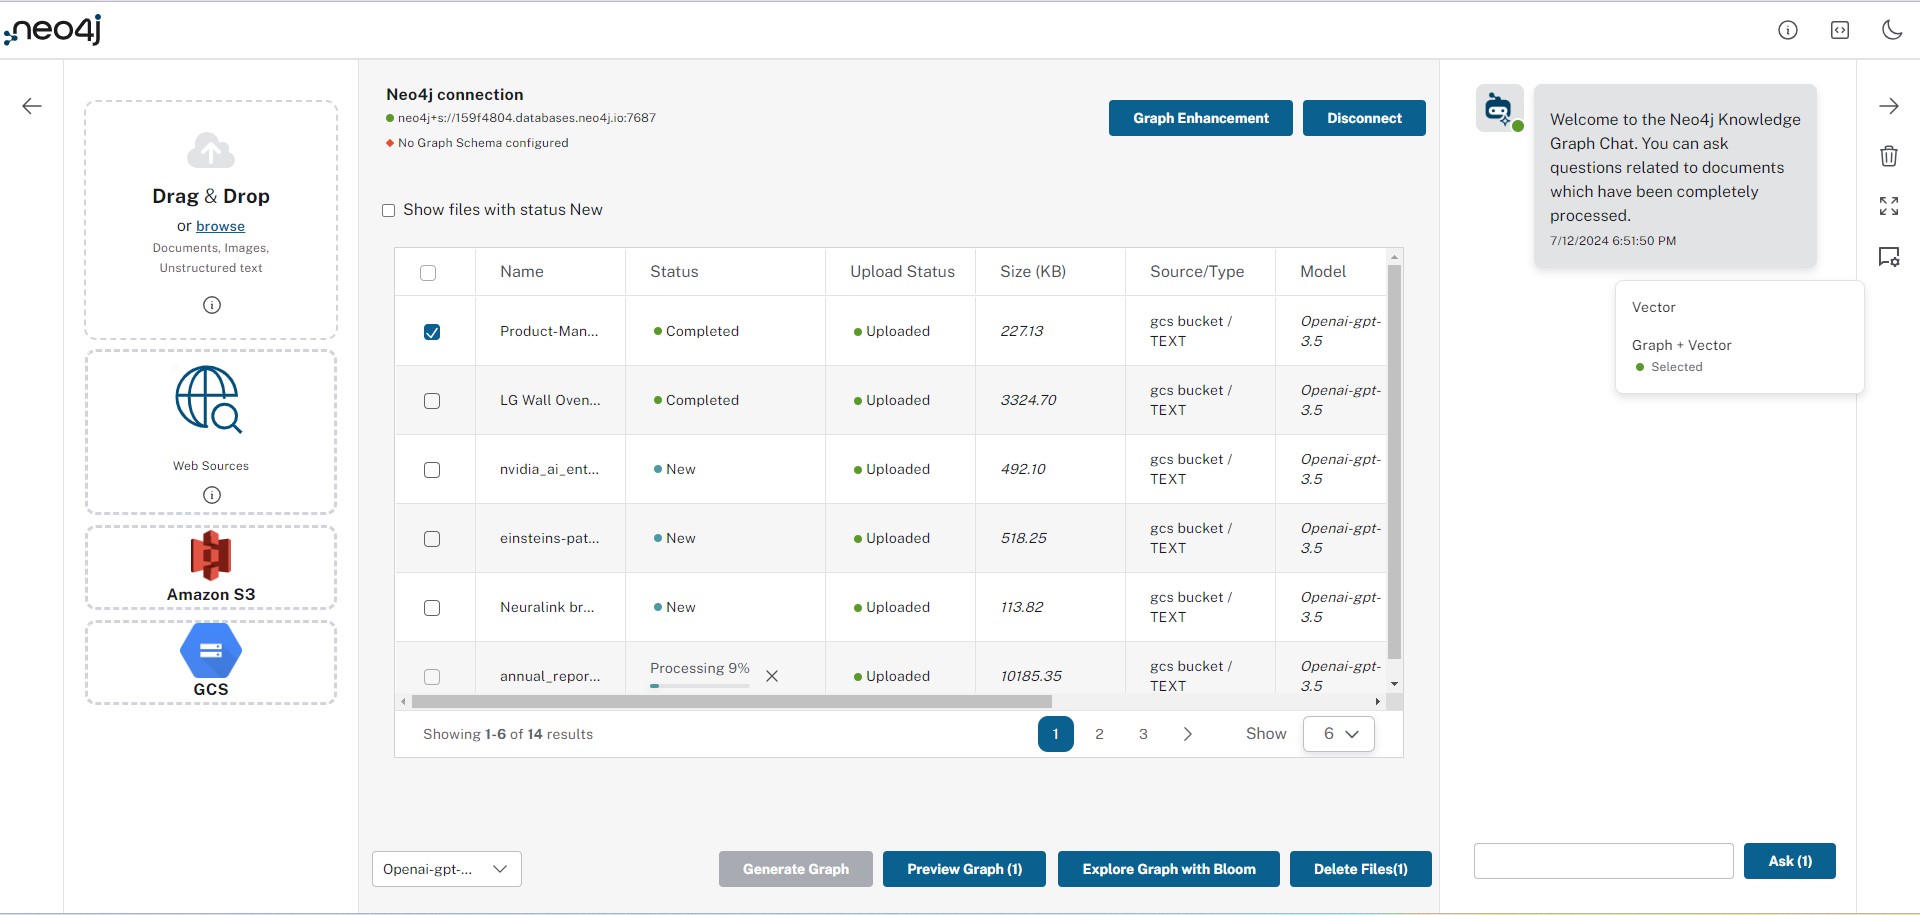 neo4j
Drag & Drop
or browse
Documents, Images,
Unstructured text
Web Sources
Amazon S3
GCS
Neo4j connection
neo4j+s://159f4804.databases.neo4j.io:7687
No Graph Schema configured
Graph Enhancement
Disconnect
Show files with status New
Name Status Upload Status Size (KB) Source/Type Model
Product-Man... Completed Uploaded 227.13 gcs bucket / Openai-gpt-
TEXT 3.5
LG Wall Oven... Completed Uploaded 3324.70 gcs bucket / Openai-gpt-
TEXT 3.5
nvidia_ai_ent... New Uploaded 492.10 gcs bucket / Openai-gpt-
TEXT 3.5
einsteins-pat... New Uploaded 518.25 gcs bucket / Openai-gpt-
TEXT 3.5
Neuralink br... New Uploaded 113.82 gcs bucket / Openai-gpt-
TEXT 3.5
annual_repor... Processing 9% Uploaded 10185.35 gcs bucket / Openai-gpt-
TEXT 3.5
Showing 1-6 of 14 results
1 2 3
Show 6
Openai-gpt-...
Generate Graph
Preview Graph (1)
Explore Graph with Bloom
Delete Files(1)
Welcome to the Neo4j Knowledge
Graph Chat. You can ask
questions related to documents
which have been completely
processed.
7/12/2024 6:51:50 PM
Vector
Graph + Vector
Selected
Ask (1)